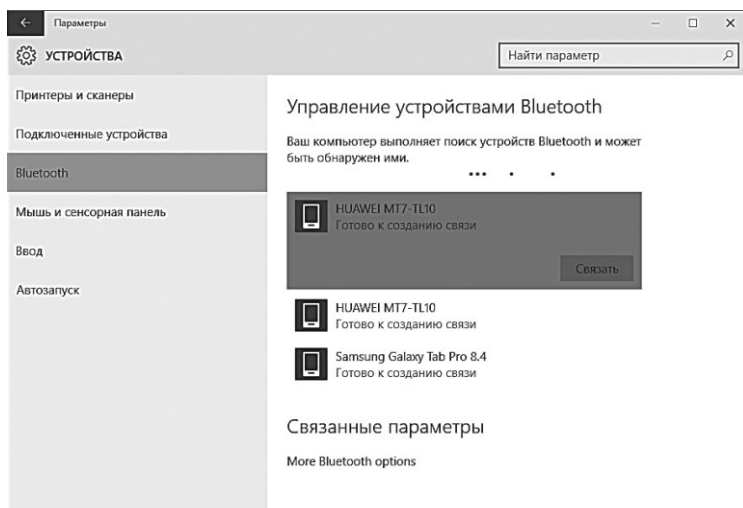 Параметры
УСТРОЙСТВА
Найти параметр
Принтеры и сканеры
Подключенные устройства
Bluetooth
Мышь и сенсорная панель
Ввод
Автозапуск
Управление устройствами Bluetooth
Ваш компьютер выполняет поиск устройств Bluetooth и может
быть обнаружен ими.
HUAWEI MT7-TL10
Готово к созданию связи
Связать
HUAWEI MT7-TL10
Готово к созданию связи
Samsung Galaxy Tab Pro 8.4
Готово к созданию связи
Связанные параметры
More Bluetooth options